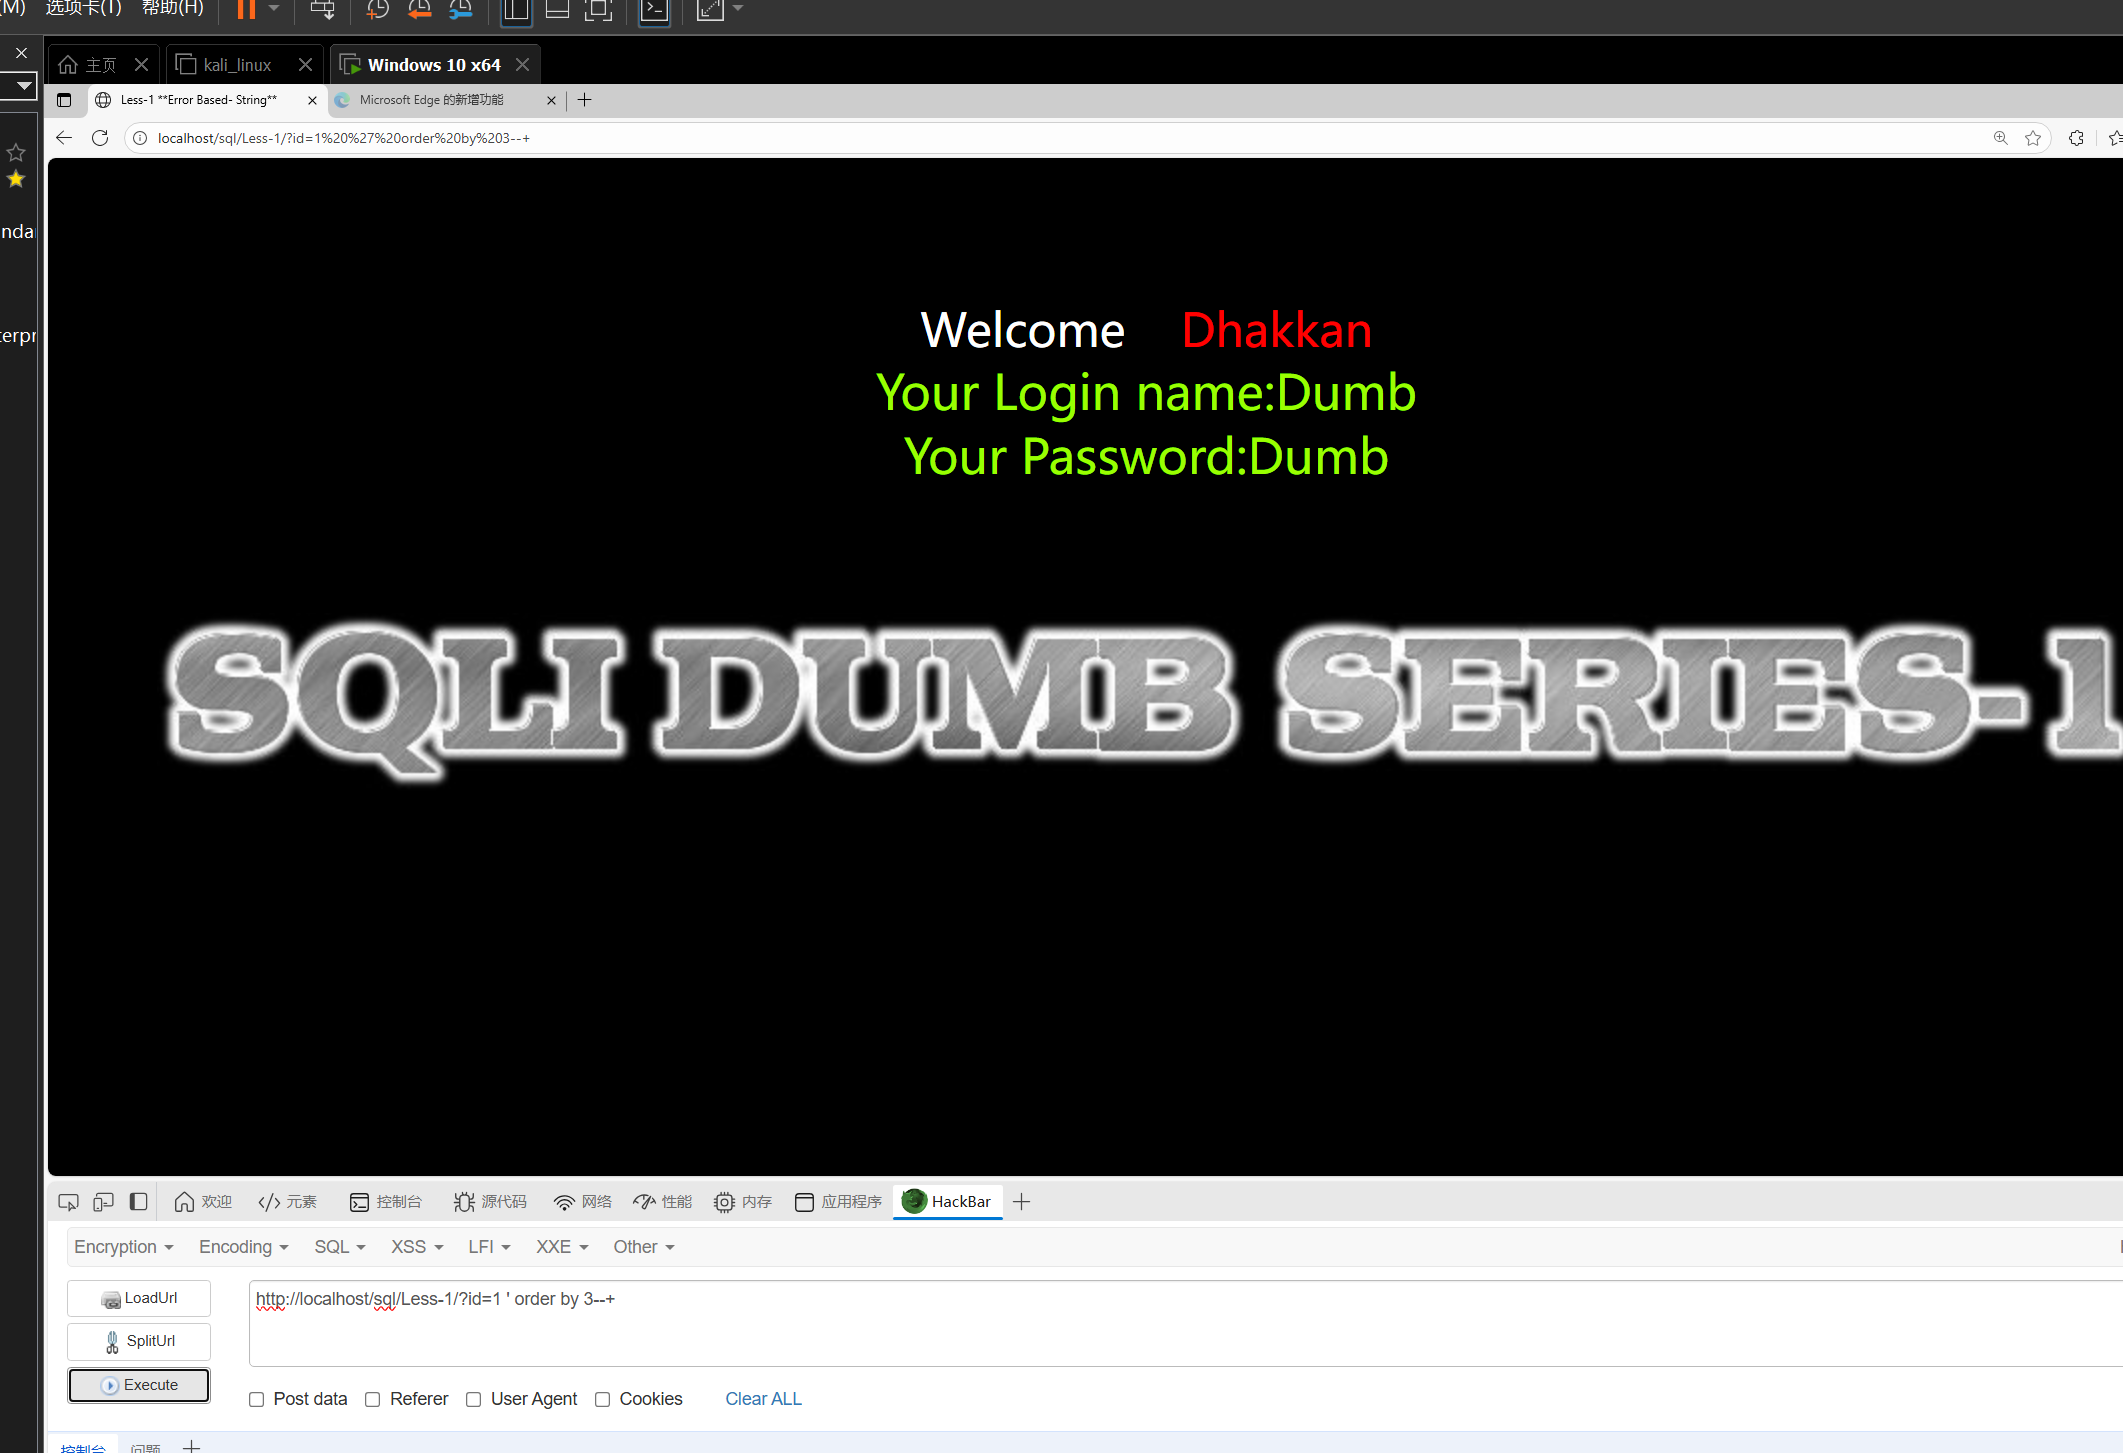 (M) 选项卡(T) 帮助(H)
主页 kali_linux Windows 10 x64
Less-1 **Error Based- String** Microsoft Edge 的新增功能
localhost/sql/Less-1/?id=1%20%27%20order%20by%203--+
Welcome Dhakkan
Your Login name:Dumb
Your Password:Dumb
SQLI DUMB SERIES-1
欢迎 元素 控制台 源代码 网络 性能 内存 应用程序 HackBar
Encryption Encoding SQL XSS LFI XXE Other
LoadUrl http://localhost/sql/Less-1/?id=1 ' order by 3--+
SplitUrl
Execute
Post data Referer User Agent Cookies Clear ALL
控制台 问题